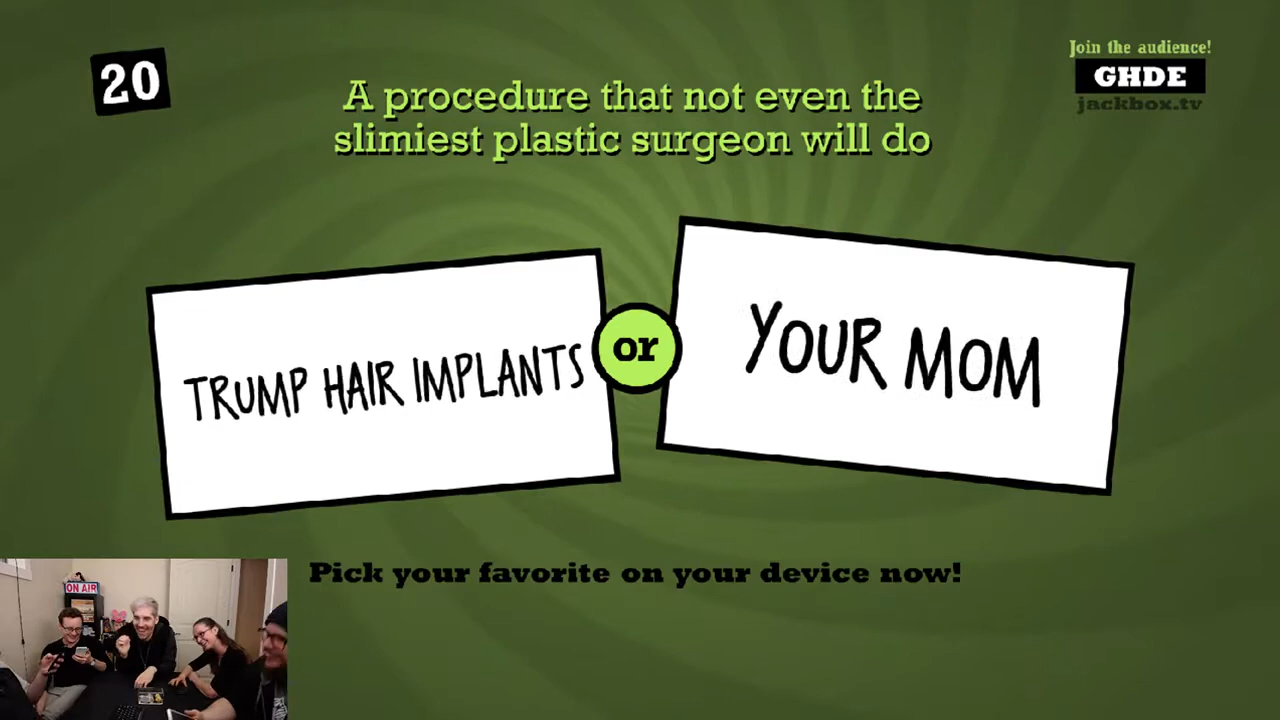 20
Join the audience!
GHDE
jackbox.tv
A procedure that not even the
slimiest plastic surgeon will do
TRUMP HAIR IMPLANTS
or
YOUR MOM
Pick your favorite on your device now!
ON AIR